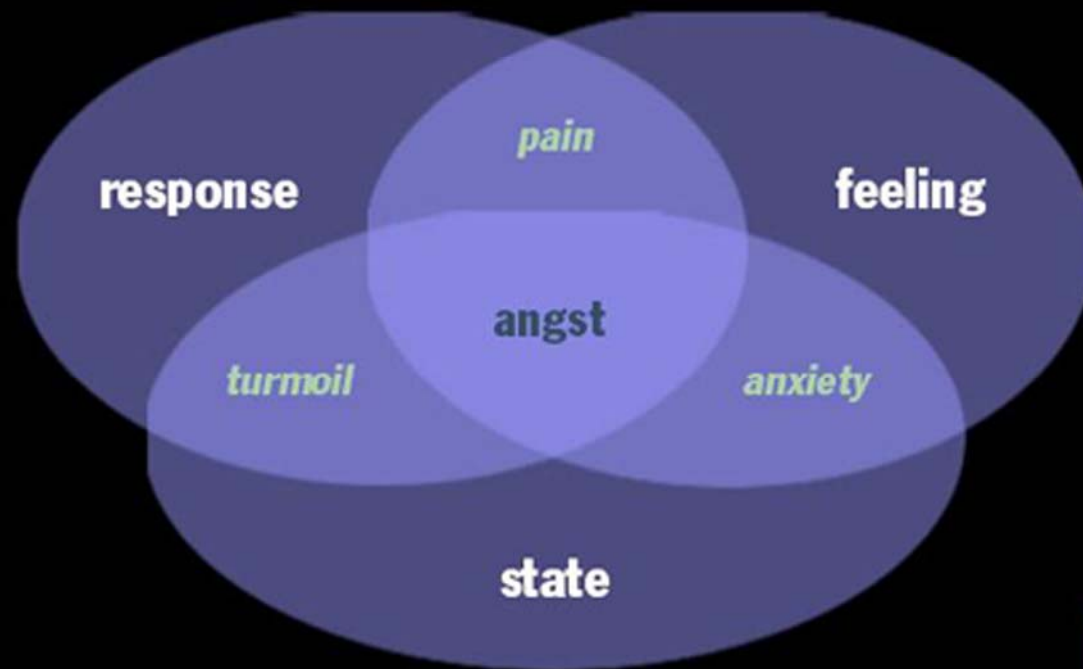 pain
response
feeling
angst
turmoil
anxiety
state